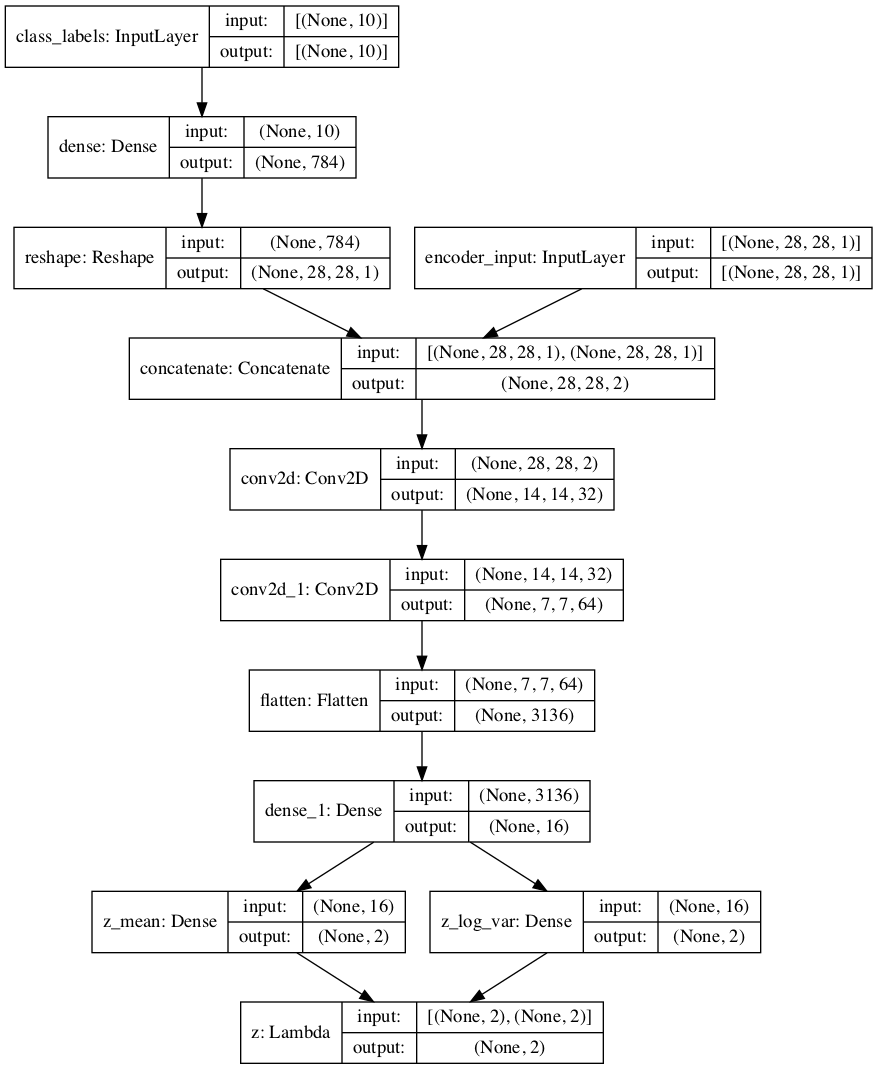 class_labels: InputLayer
input: [(None, 10)]
output: [(None, 10)]
dense: Dense
input: (None, 10)
output: (None, 784)
reshape: Reshape
input: (None, 784)
output: (None, 28, 28, 1)
encoder_input: InputLayer
input: [(None, 28, 28, 1)]
output: [(None, 28, 28, 1)]
concatenate: Concatenate
input: [(None, 28, 28, 1), (None, 28, 28, 1)]
output: (None, 28, 28, 2)
conv2d: Conv2D
input: (None, 28, 28, 2)
output: (None, 14, 14, 32)
conv2d_1: Conv2D
input: (None, 14, 14, 32)
output: (None, 7, 7, 64)
flatten: Flatten
input: (None, 7, 7, 64)
output: (None, 3136)
dense_1: Dense
input: (None, 3136)
output: (None, 16)
z_mean: Dense
input: (None, 16)
output: (None, 2)
z_log_var: Dense
input: (None, 16)
output: (None, 2)
z: Lambda
input: [(None, 2), (None, 2)]
output: (None, 2)